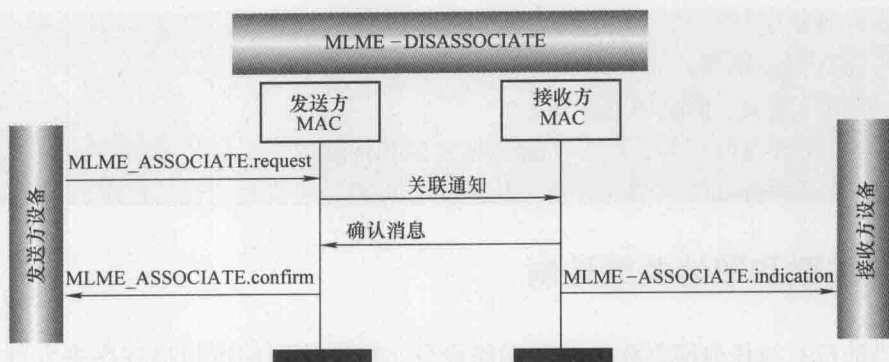 MLME-DISASSOCIATE
发送方
MAC
接收方
MAC
MLME_ASSOCIATE.request
关联通知
确认消息
MLME_ASSOCIATE.confirm
MLME-ASSOCIATE.indication
发送方设备
接收方设备